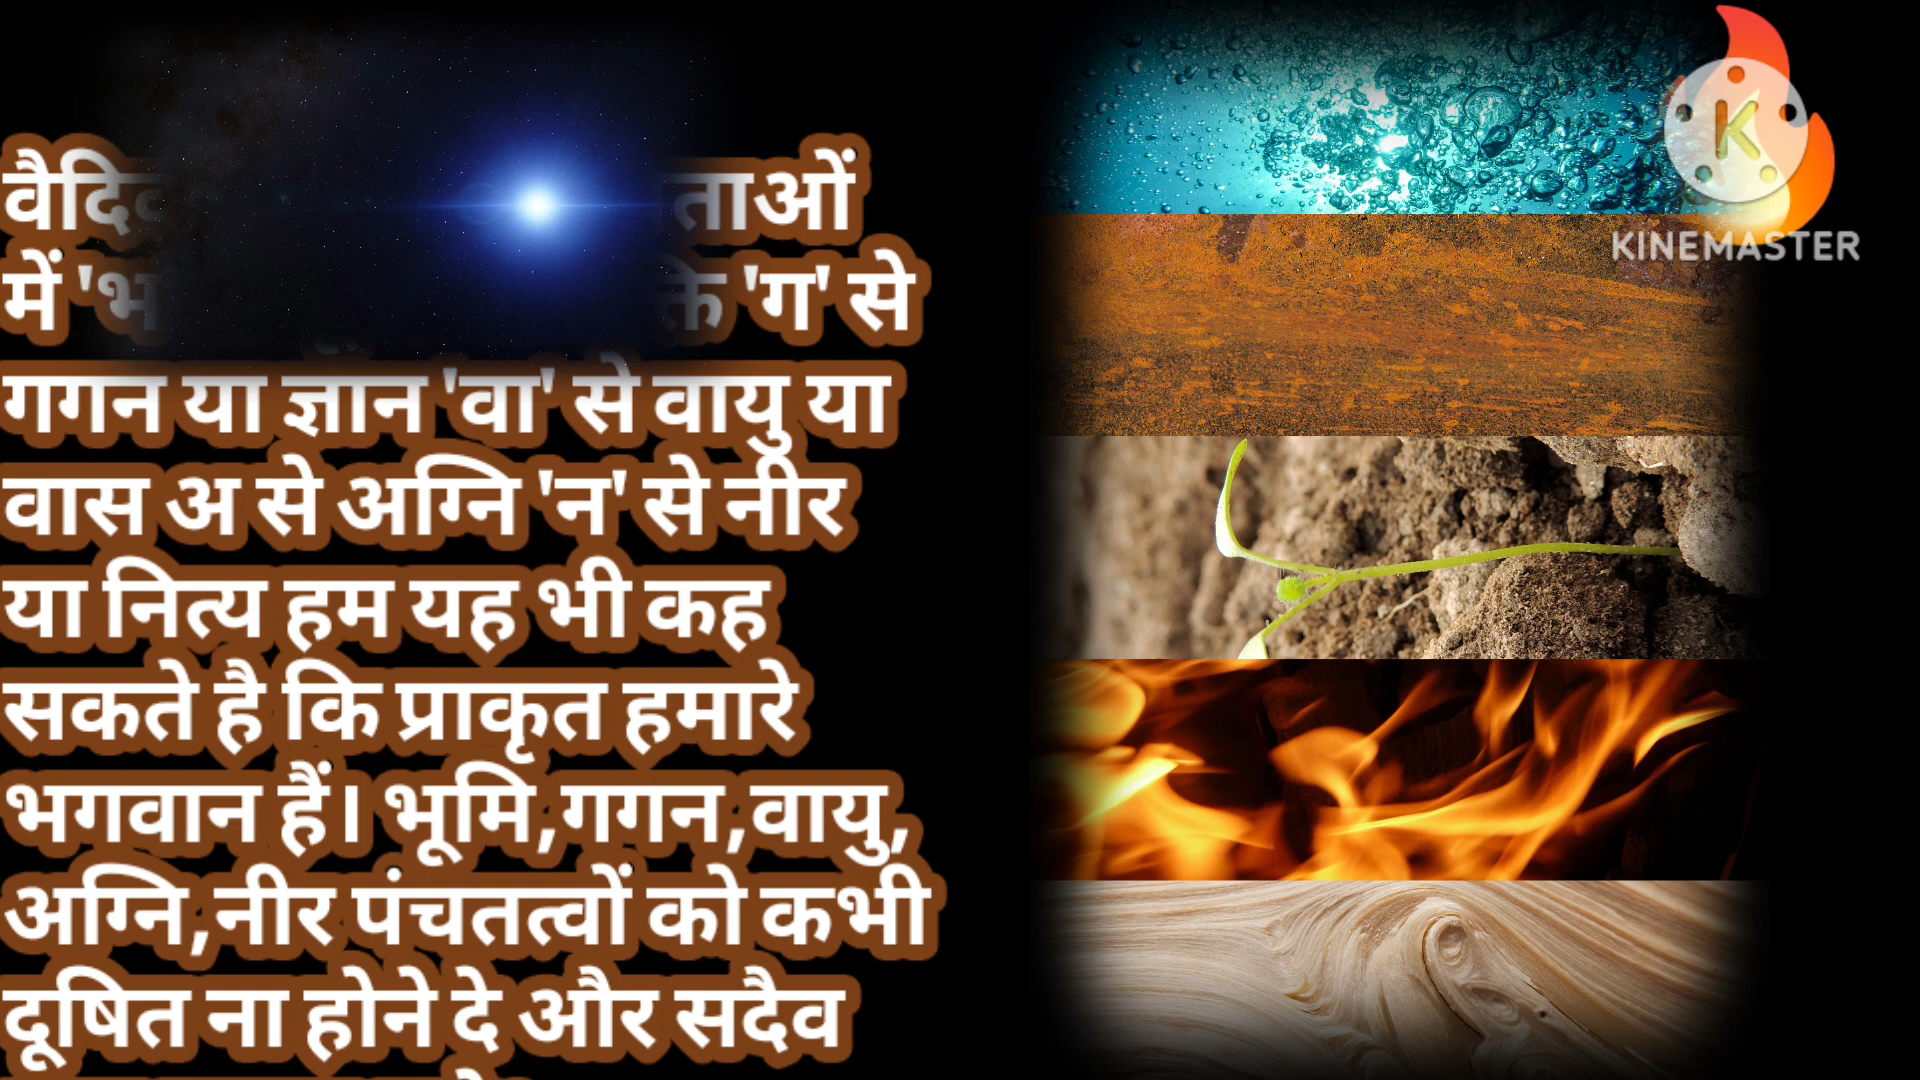 में 'ग' से
गगन या ज्ञान 'वा' से वायु या
वास अ से अग्नि 'न' से नीर
या नित्य हम यह भी कह
सकते है कि प्राकृत हमारे
भगवान हैं। भूमि,गगन,वायु,
अग्नि,नीर पंचतत्वों को कभी
दूषित ना होने दे और सदैव
KINEMASTER